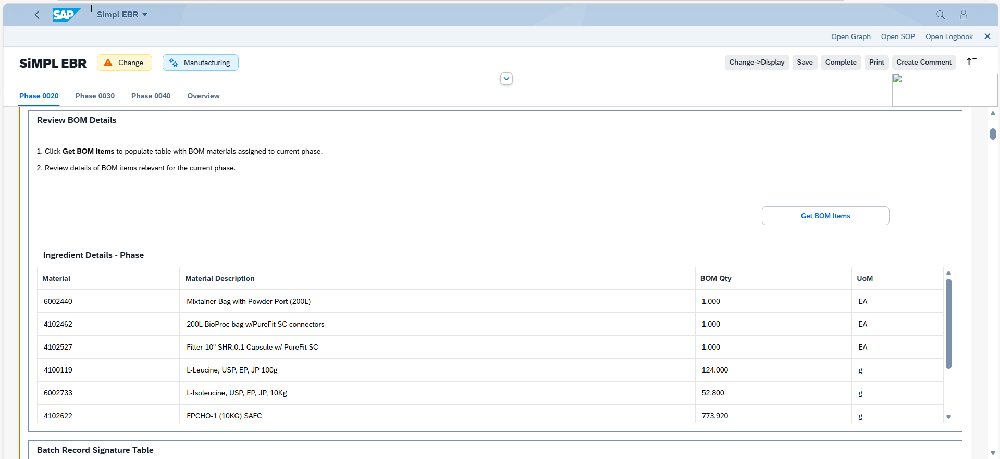 SAP Simpl EBR
Open Graph Open SOP Open Logbook
SiMPL EBR Change Manufacturing Change->Display Save Complete Print Create Comment
Phase 0020 Phase 0030 Phase 0040 Overview
Review BOM Details
1. Click Get BOM Items to populate table with BOM materials assigned to current phase.
2. Review details of BOM items relevant for the current phase.
Get BOM Items
Ingredient Details - Phase
Material Material Description BOM Qty UoM
6002440 Mixtainer Bag with Powder Port (200L) 1.000 EA
4102462 200L BioProc bag w/PureFit SC connectors 1.000 EA
4102527 Filter-10" SHR,0.1 Capsule w/ PureFit SC 1.000 EA
4100119 L-Leucine, USP, EP, JP 100g 124.000 g
6002733 L-Isoleucine, USP, EP, JP, 10Kg 52.800 g
4102622 FPCHO-1 (10KG) SAFC 773.920 g
Batch Record Signature Table